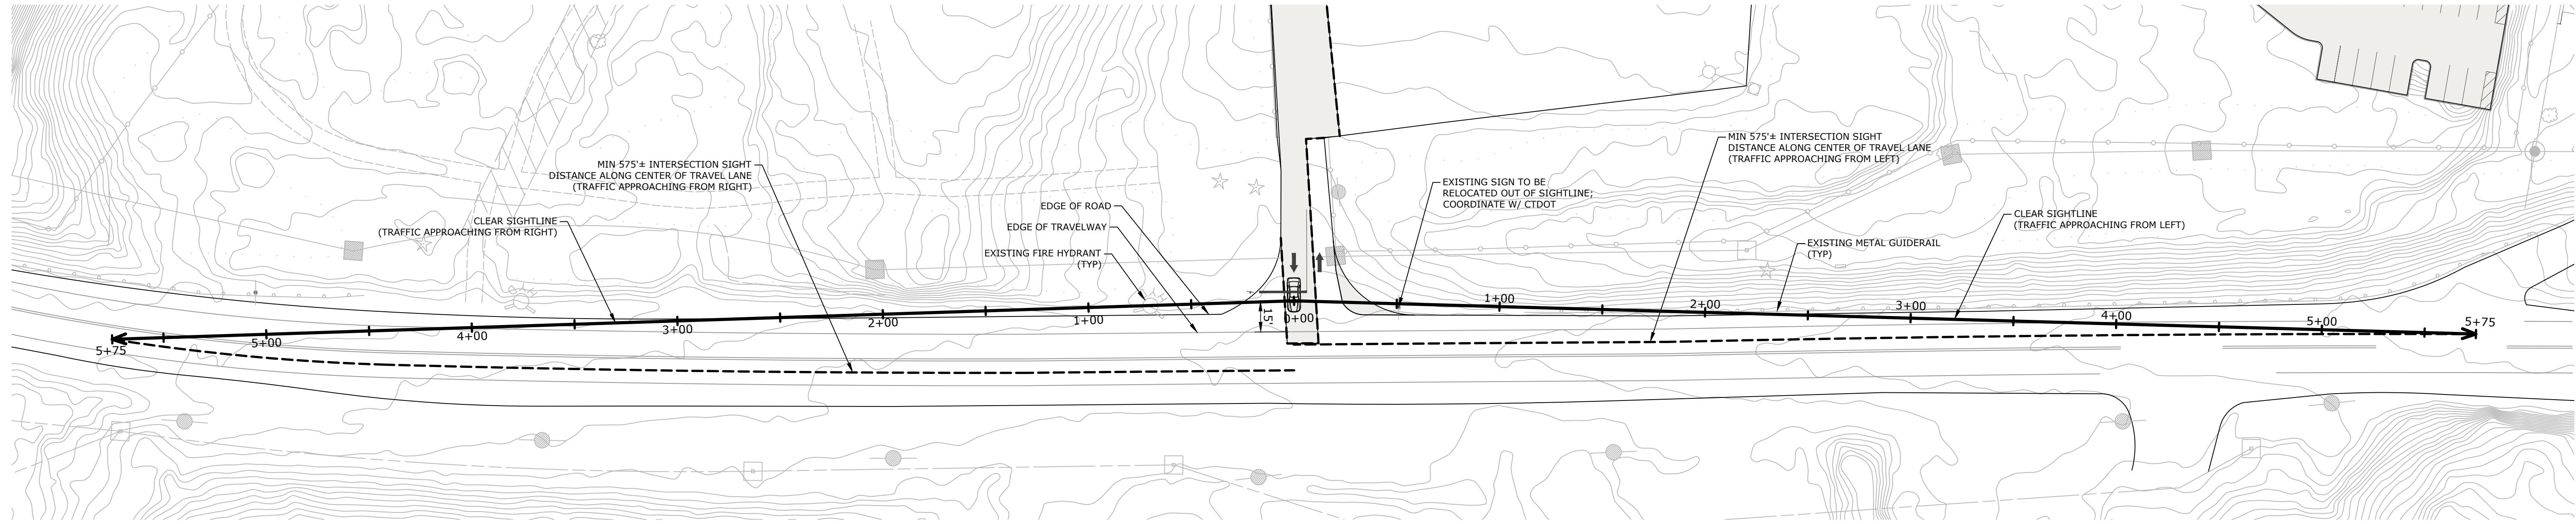 MIN 575'± INTERSECTION SIGHT
DISTANCE ALONG CENTER OF TRAVEL LANE
(TRAFFIC APPROACHING FROM RIGHT)
CLEAR SIGHTLINE
(TRAFFIC APPROACHING FROM RIGHT)
EDGE OF ROAD
EDGE OF TRAVELWAY
EXISTING FIRE HYDRANT
(TYP)
EXISTING SIGN TO BE
RELOCATED OUT OF SIGHTLINE;
COORDINATE W/ CTDOT
MIN 575'± INTERSECTION SIGHT
DISTANCE ALONG CENTER OF TRAVEL LANE
(TRAFFIC APPROACHING FROM LEFT)
EXISTING METAL GUIDERAIL
(TYP)
CLEAR SIGHTLINE
(TRAFFIC APPROACHING FROM LEFT)
5+75
5+00
4+00
3+00
2+00
1+00
15'
0+00
1+00
2+00
3+00
4+00
5+00
5+75